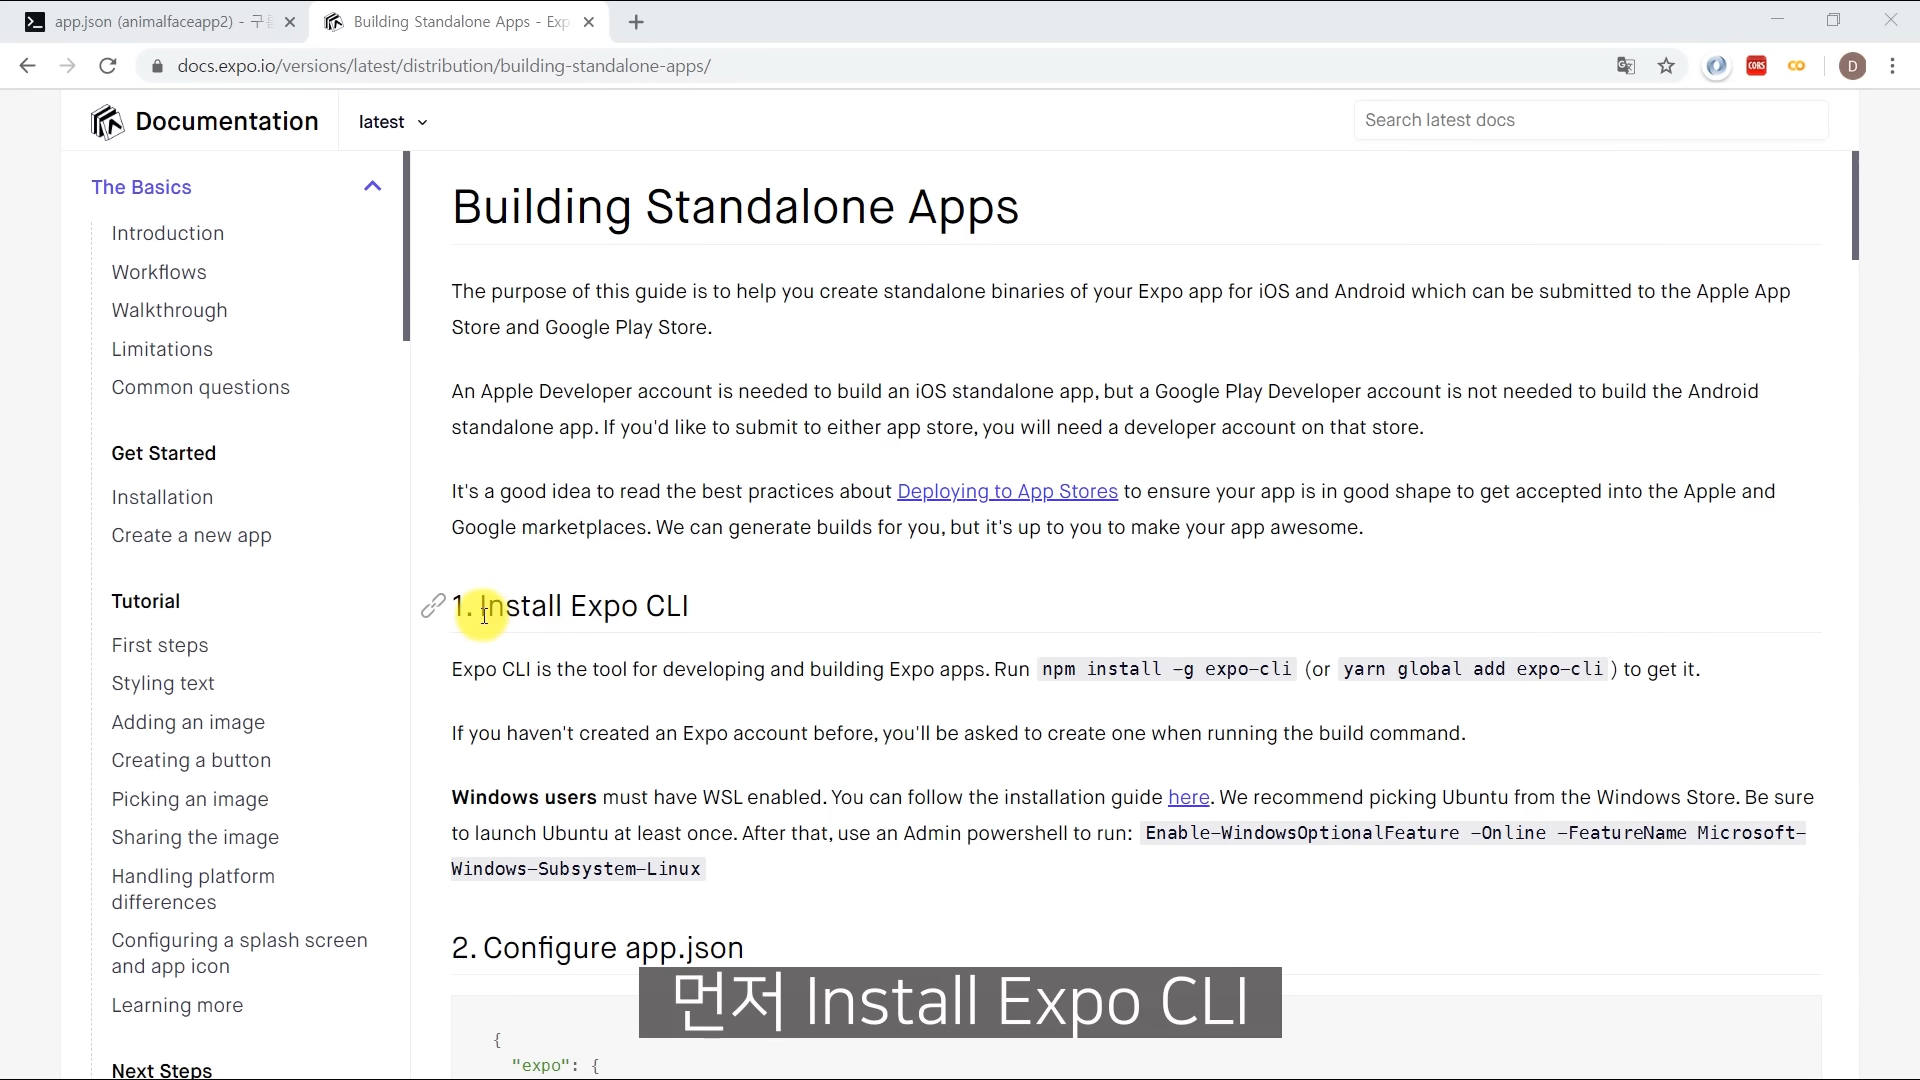 app.json (animalfaceapp2) - 구
Building Standalone Apps - Exp
docs.expo.io/versions/latest/distribution/building-standalone-apps/
CORS
CO
D
Documentation
latest
Search latest docs
The Basics
Introduction
Workflows
Walkthrough
Limitations
Common questions
Get Started
Installation
Create a new app
Tutorial
First steps
Styling text
Adding an image
Creating a button
Picking an image
Sharing the image
Handling platform
differences
Configuring a splash screen
and app icon
Learning more
Next Steps
Building Standalone Apps
The purpose of this guide is to help you create standalone binaries of your Expo app for iOS and Android which can be submitted to the Apple App
Store and Google Play Store.
An Apple Developer account is needed to build an iOS standalone app, but a Google Play Developer account is not needed to build the Android
standalone app. If you'd like to submit to either app store, you will need a developer account on that store.
It's a good idea to read the best practices about Deploying to App Stores to ensure your app is in good shape to get accepted into the Apple and
Google marketplaces. We can generate builds for you, but it's up to you to make your app awesome.
1. Install Expo CLI
Expo CLI is the tool for developing and building Expo apps. Run npm install -g expo-cli (or yarn global add expo-cli) to get it.
If you haven't created an Expo account before, you'll be asked to create one when running the build command.
Windows users must have WSL enabled. You can follow the installation guide here. We recommend picking Ubuntu from the Windows Store. Be sure
to launch Ubuntu at least once. After that, use an Admin powershell to run: Enable-WindowsOptionalFeature -Online -FeatureName Microsoft-
Windows-Subsystem-Linux
2. Configure app.json
{
"expo": {
먼저 Install Expo CLI